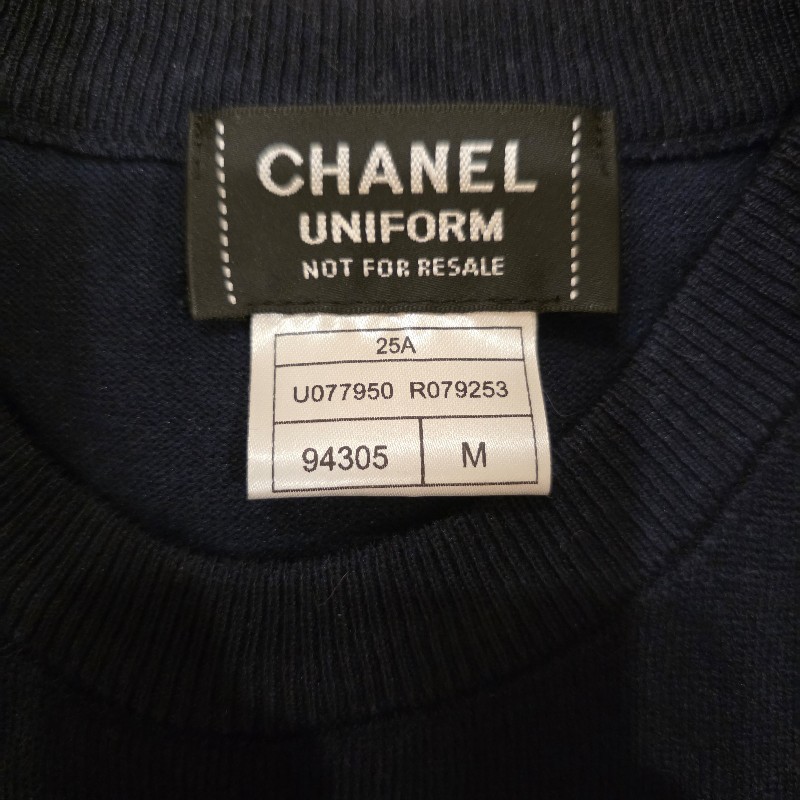 CHANEL
UNIFORM
NOT FOR RESALE
25A
U077950 R079253
94305 M